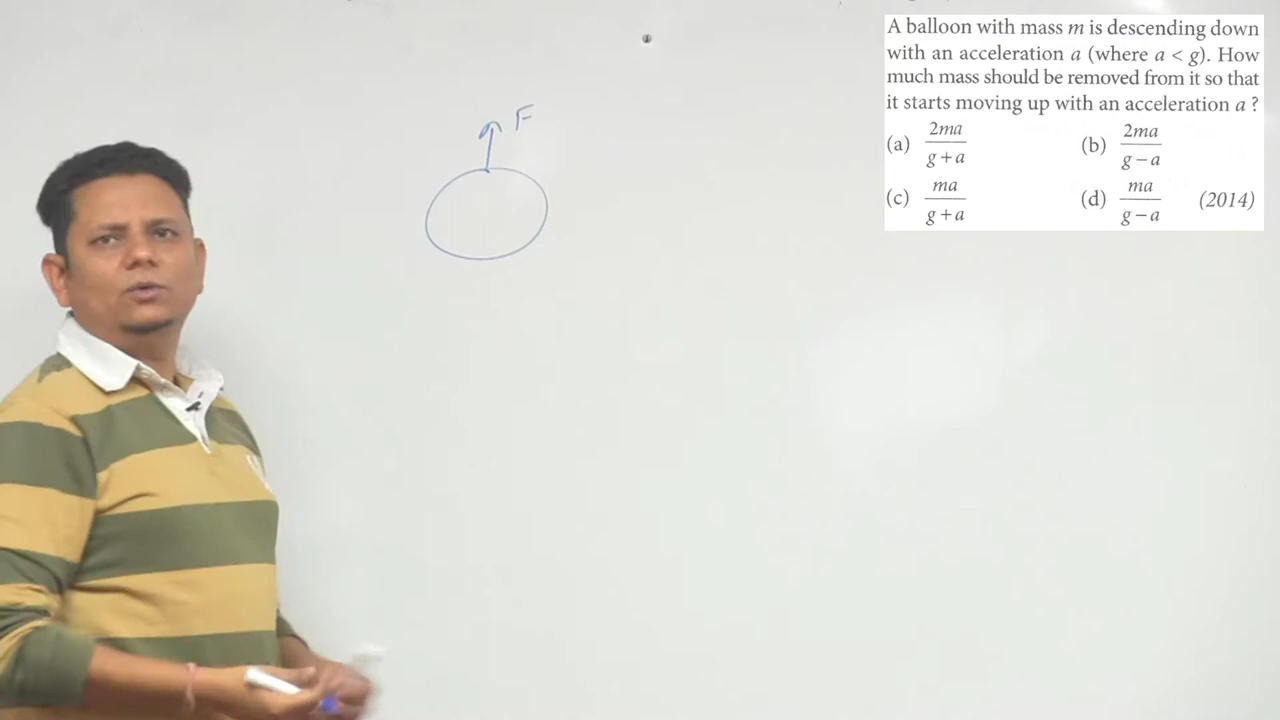 A balloon with mass m is descending down
with an acceleration a (where a < g). How
much mass should be removed from it so that
it starts moving up with an acceleration a ?
(a) 2ma / g + a (b) 2ma / g − a
(c) ma / g + a (d) ma / g − a (2014)
F